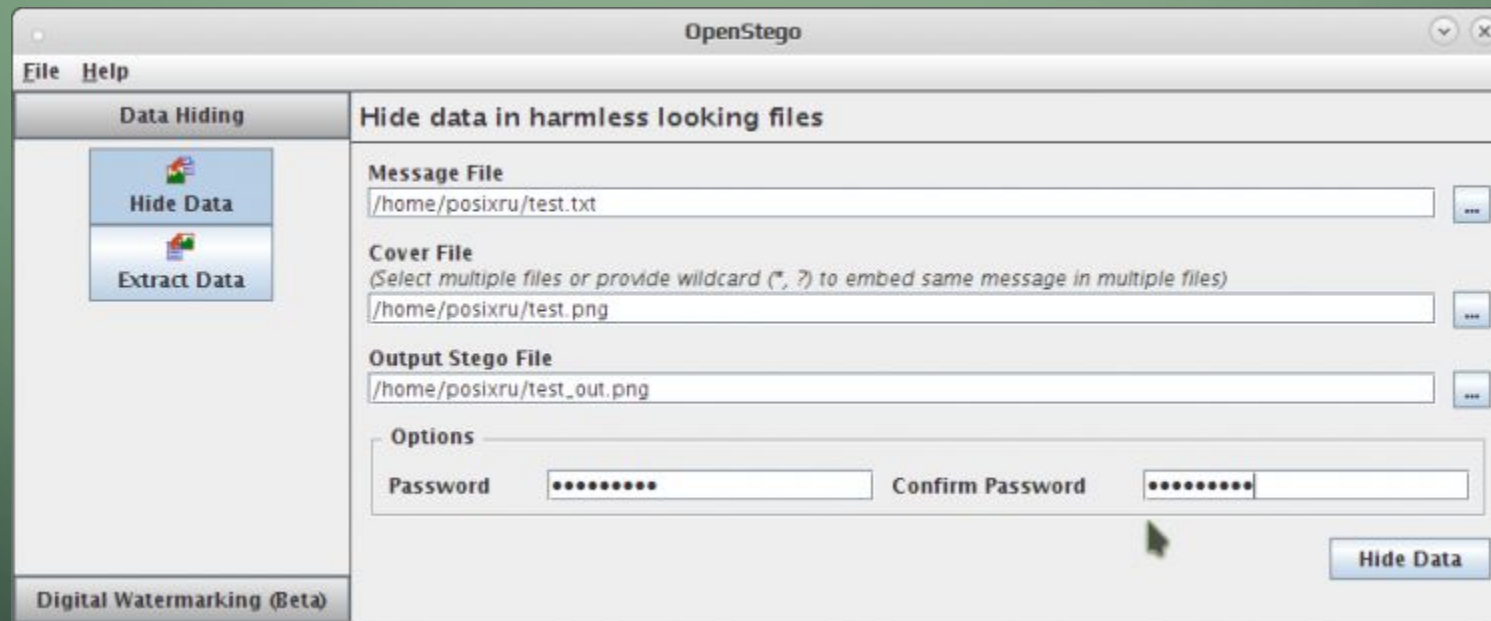 OpenStego
File Help
Data Hiding
Hide Data
Extract Data
Digital Watermarking (Beta)
Hide data in harmless looking files
Message File
/home/posixru/test.txt
...
Cover File
(Select multiple files or provide wildcard (*, ?) to embed same message in multiple files)
/home/posixru/test.png
...
Output Stego File
/home/posixru/test_out.png
...
Options
Password ••••••••• Confirm Password •••••••••
Hide Data